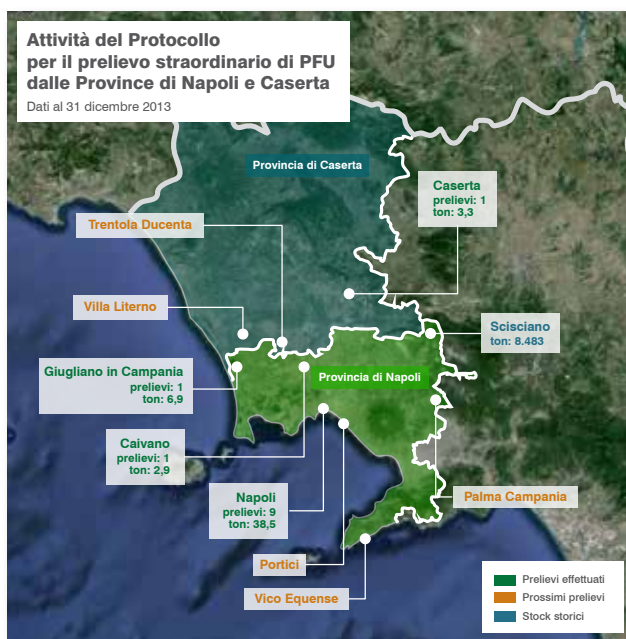 Attività del Protocollo
per il prelievo straordinario di PFU
dalle Province di Napoli e Caserta
Dati al 31 dicembre 2013
Provincia di Caserta
Caserta
prelievi: 1
ton: 3,3
Trentola Ducenta
Villa Literno
Scisciano
ton: 8.483
Giugliano in Campania
prelievi: 1
ton: 6,9
Provincia di Napoli
Caivano
prelievi: 1
ton: 2,9
Napoli
prelievi: 9
ton: 38,5
Palma Campania
Portici
Vico Equense
Prelievi effettuati
Prossimi prelievi
Stock storici